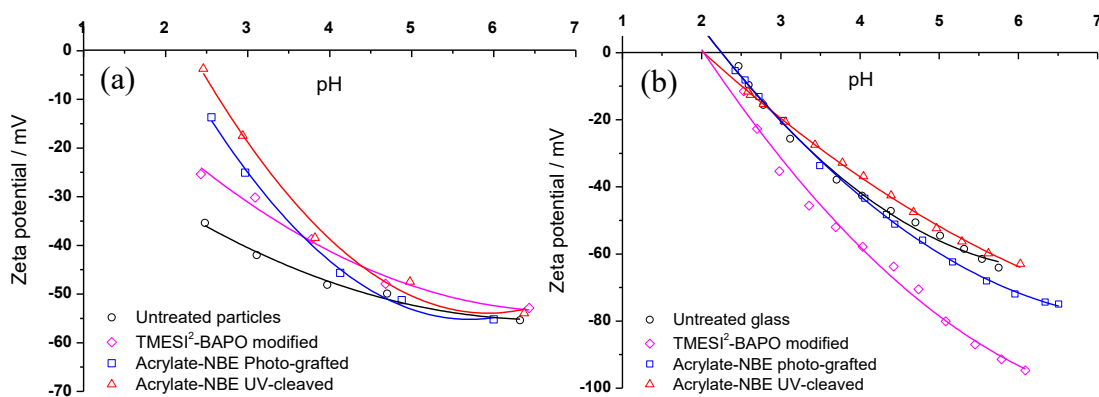 1 2 3 4 5 6 7
0
-10
-20
-30
-40
-50
-60
-70
Zeta potential / mV
(a)
pH
Untreated particles
TMESI²-BAPO modified
Acrylate-NBE Photo-grafted
Acrylate-NBE UV-cleaved
1 2 3 4 5 6 7
0
-20
-40
-60
-80
-100
Zeta potential / mV
(b)
pH
Untreated glass
TMESI²-BAPO modified
Acrylate-NBE photo-grafted
Acrylate-NBE UV-cleaved